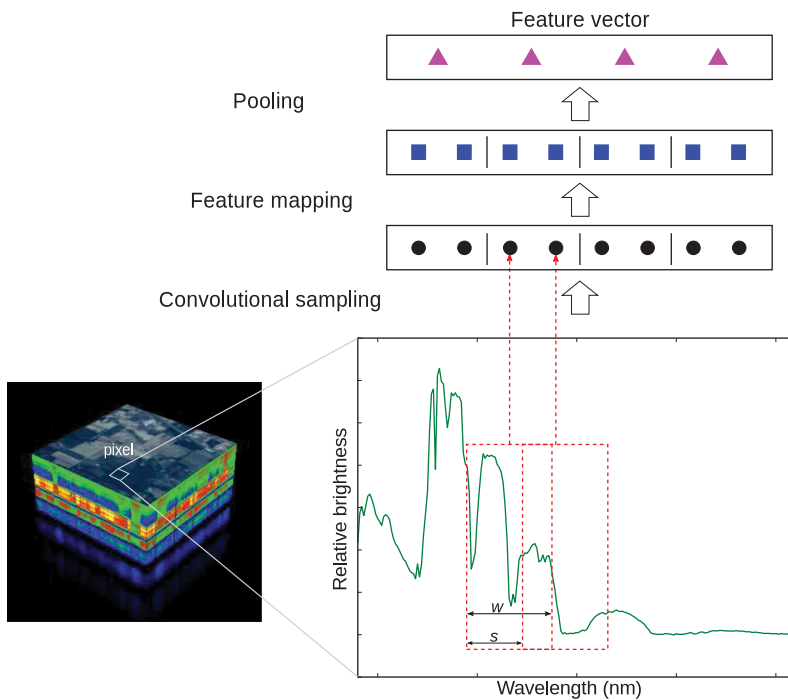 Feature vector
Pooling
Feature mapping
Convolutional sampling
pixel
Relative brightness
w
s
Wavelength (nm)